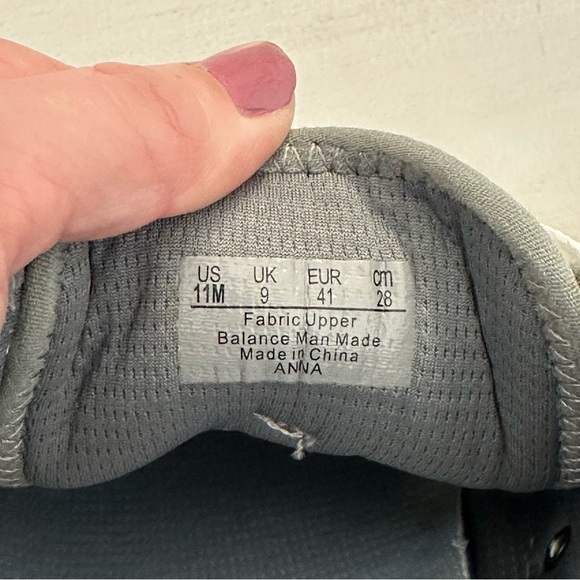 US UK EUR cm
11M 9 41 28
Fabric Upper
Balance Man Made
Made in China
ANNA